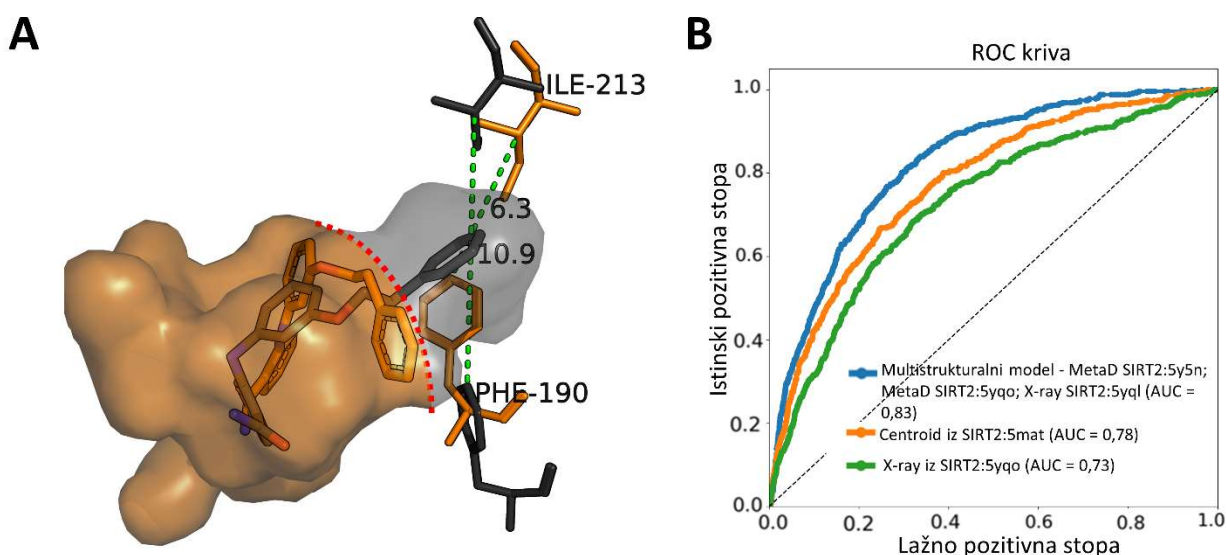 A
ILE-213
6.3
10.9
PHE-190
B
ROC kriva
Istinski pozitivna stopa
1.0
0.8
0.6
0.4
0.2
0.0
Multistrukturalni model - MetaD SIRT2:5y5n;
MetaD SIRT2:5yqo; X-ray SIRT2:5yql (AUC =
0,83)
Centroid iz SIRT2:5mat (AUC = 0,78)
X-ray iz SIRT2:5yqo (AUC = 0,73)
0.0 0.2 0.4 0.6 0.8 1.0
Lažno pozitivna stopa